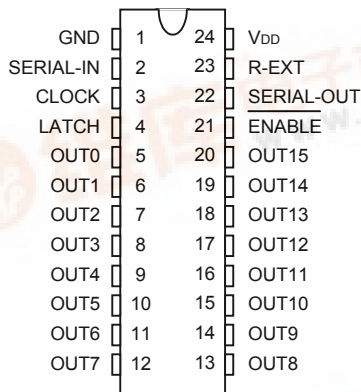 GND 1 24 VDD
SERIAL-IN 2 23 R-EXT
CLOCK 3 22 SERIAL-OUT
LATCH 4 21 ENABLE
OUT0 5 20 OUT15
OUT1 6 19 OUT14
OUT2 7 18 OUT13
OUT3 8 17 OUT12
OUT4 9 16 OUT11
OUT5 10 15 OUT10
OUT6 11 14 OUT9
OUT7 12 13 OUT8